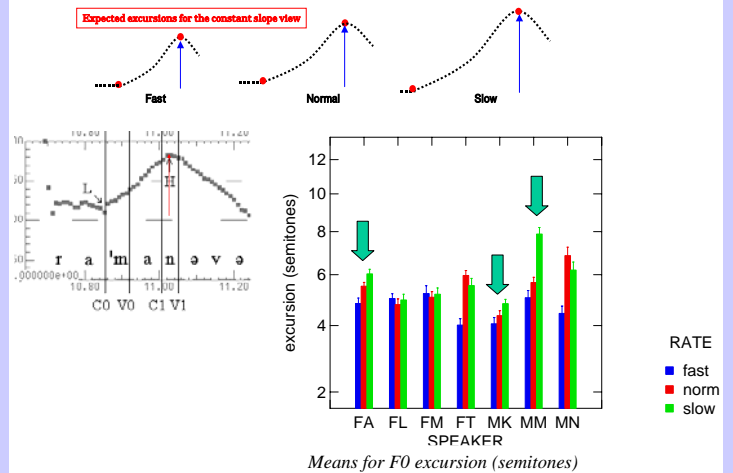 Expected excursions for the constant slope view
Fast Normal Slow
10.80 11.00 11.20
L H
r a 'm a n ə v ə
.900000e+00 10.80 11.00 11.20
C0 V0 C1 V1
excursion (semitones)
12
10
8
6
4
2
FA FL FM FT MK MM MN
SPEAKER
RATE
fast
norm
slow
Means for F0 excursion (semitones)